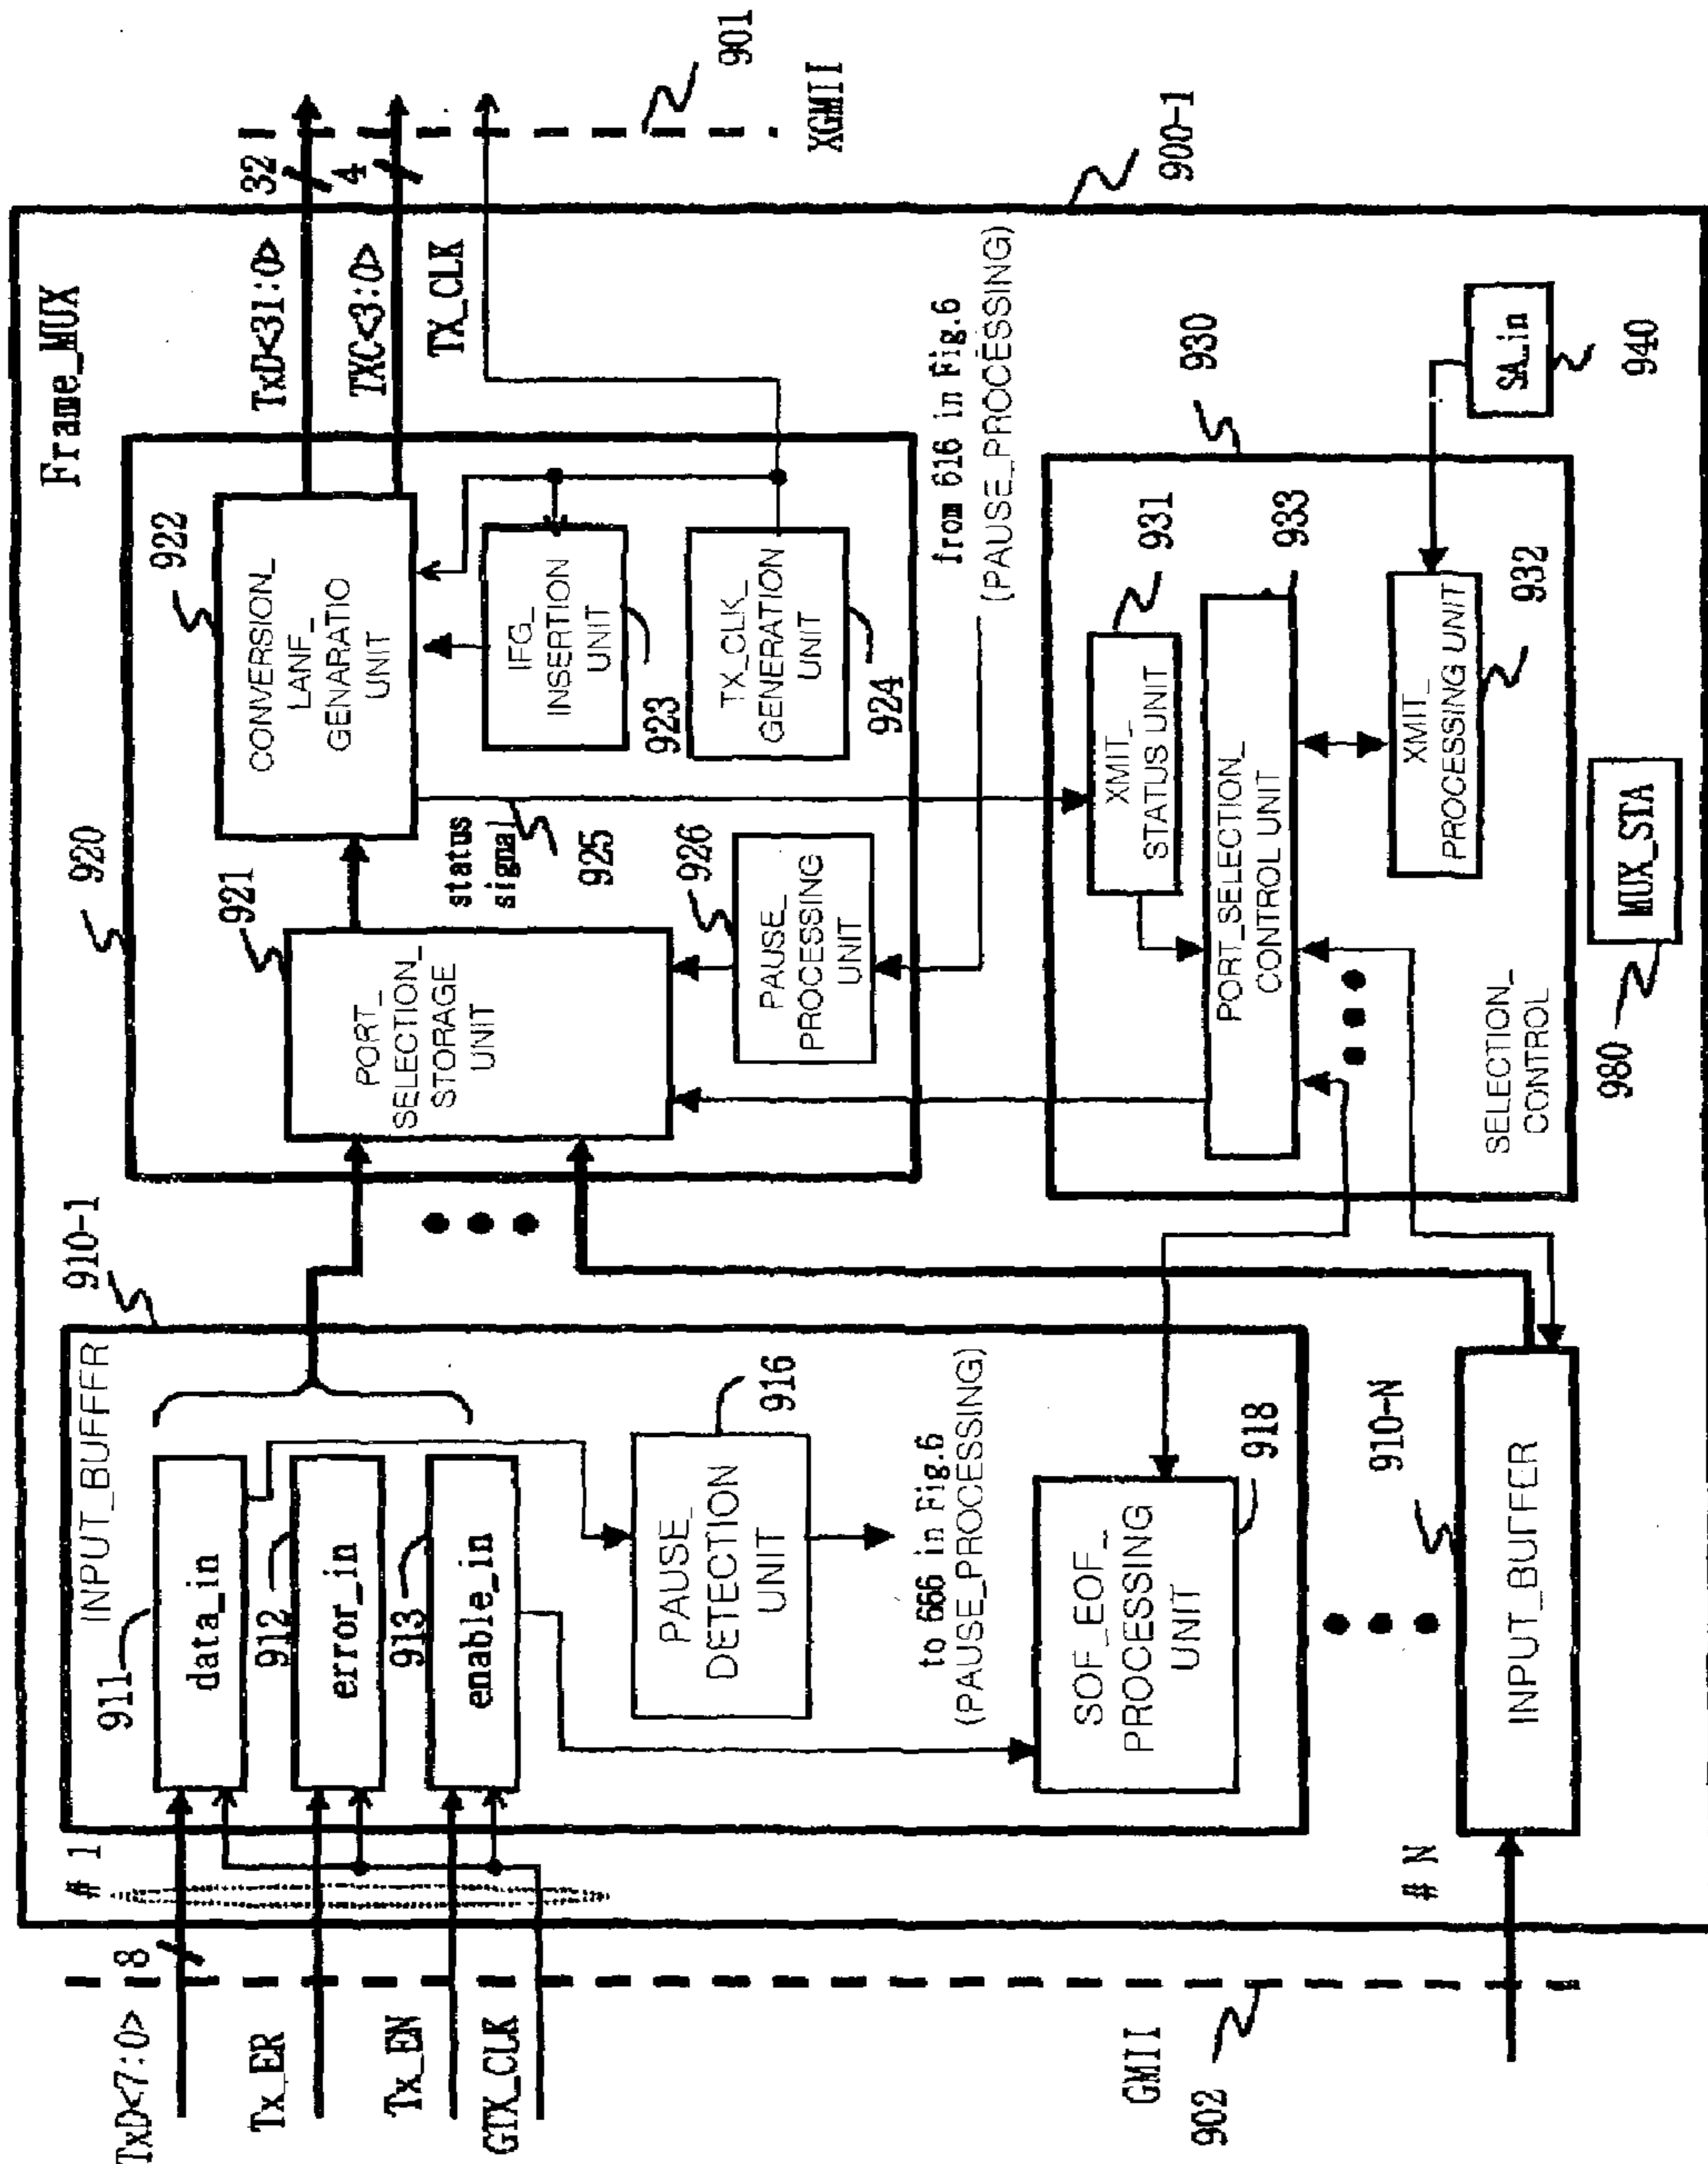 Frame_MUX
TxD<7:0>
8
Tx_ER
Tx_EN
GTX_CLK
GMII
902
# 1
# N
INPUT_BUFFFR
910-1
911
data_in
912
error_in
913
enable_in
PAUSE_
DETECTION
UNIT
916
to 666 in Fig.6
(PAUSE_PROCESSING)
SOF_EOF_
PROCESSING
UNIT
918
910-N
INPUT_BUFFER
920
921
PORT_
SELECTION_
STORAGE
UNIT
922
CONVERSION_
LANF_
GENARATIO
UNIT
IFG_
INSERTION
UNIT
923
TX_CLK_
GENERATION
UNIT
924
status
signal
925
926
PAUSE_
PROCESSING
UNIT
from 616 in Fig.6
(PAUSE_PROCESSING)
TxD<31:0>
32
TXC<3:0>
4
TX_CLK
901
XGMII
900-1
930
XMIT_
STATUS UNIT
931
PORT_SELECTION_
CONTROL UNIT
933
XMIT_
PROCESSING UNIT
932
SELECTION_
CONTROL
SA_in
940
MUX_STA
980